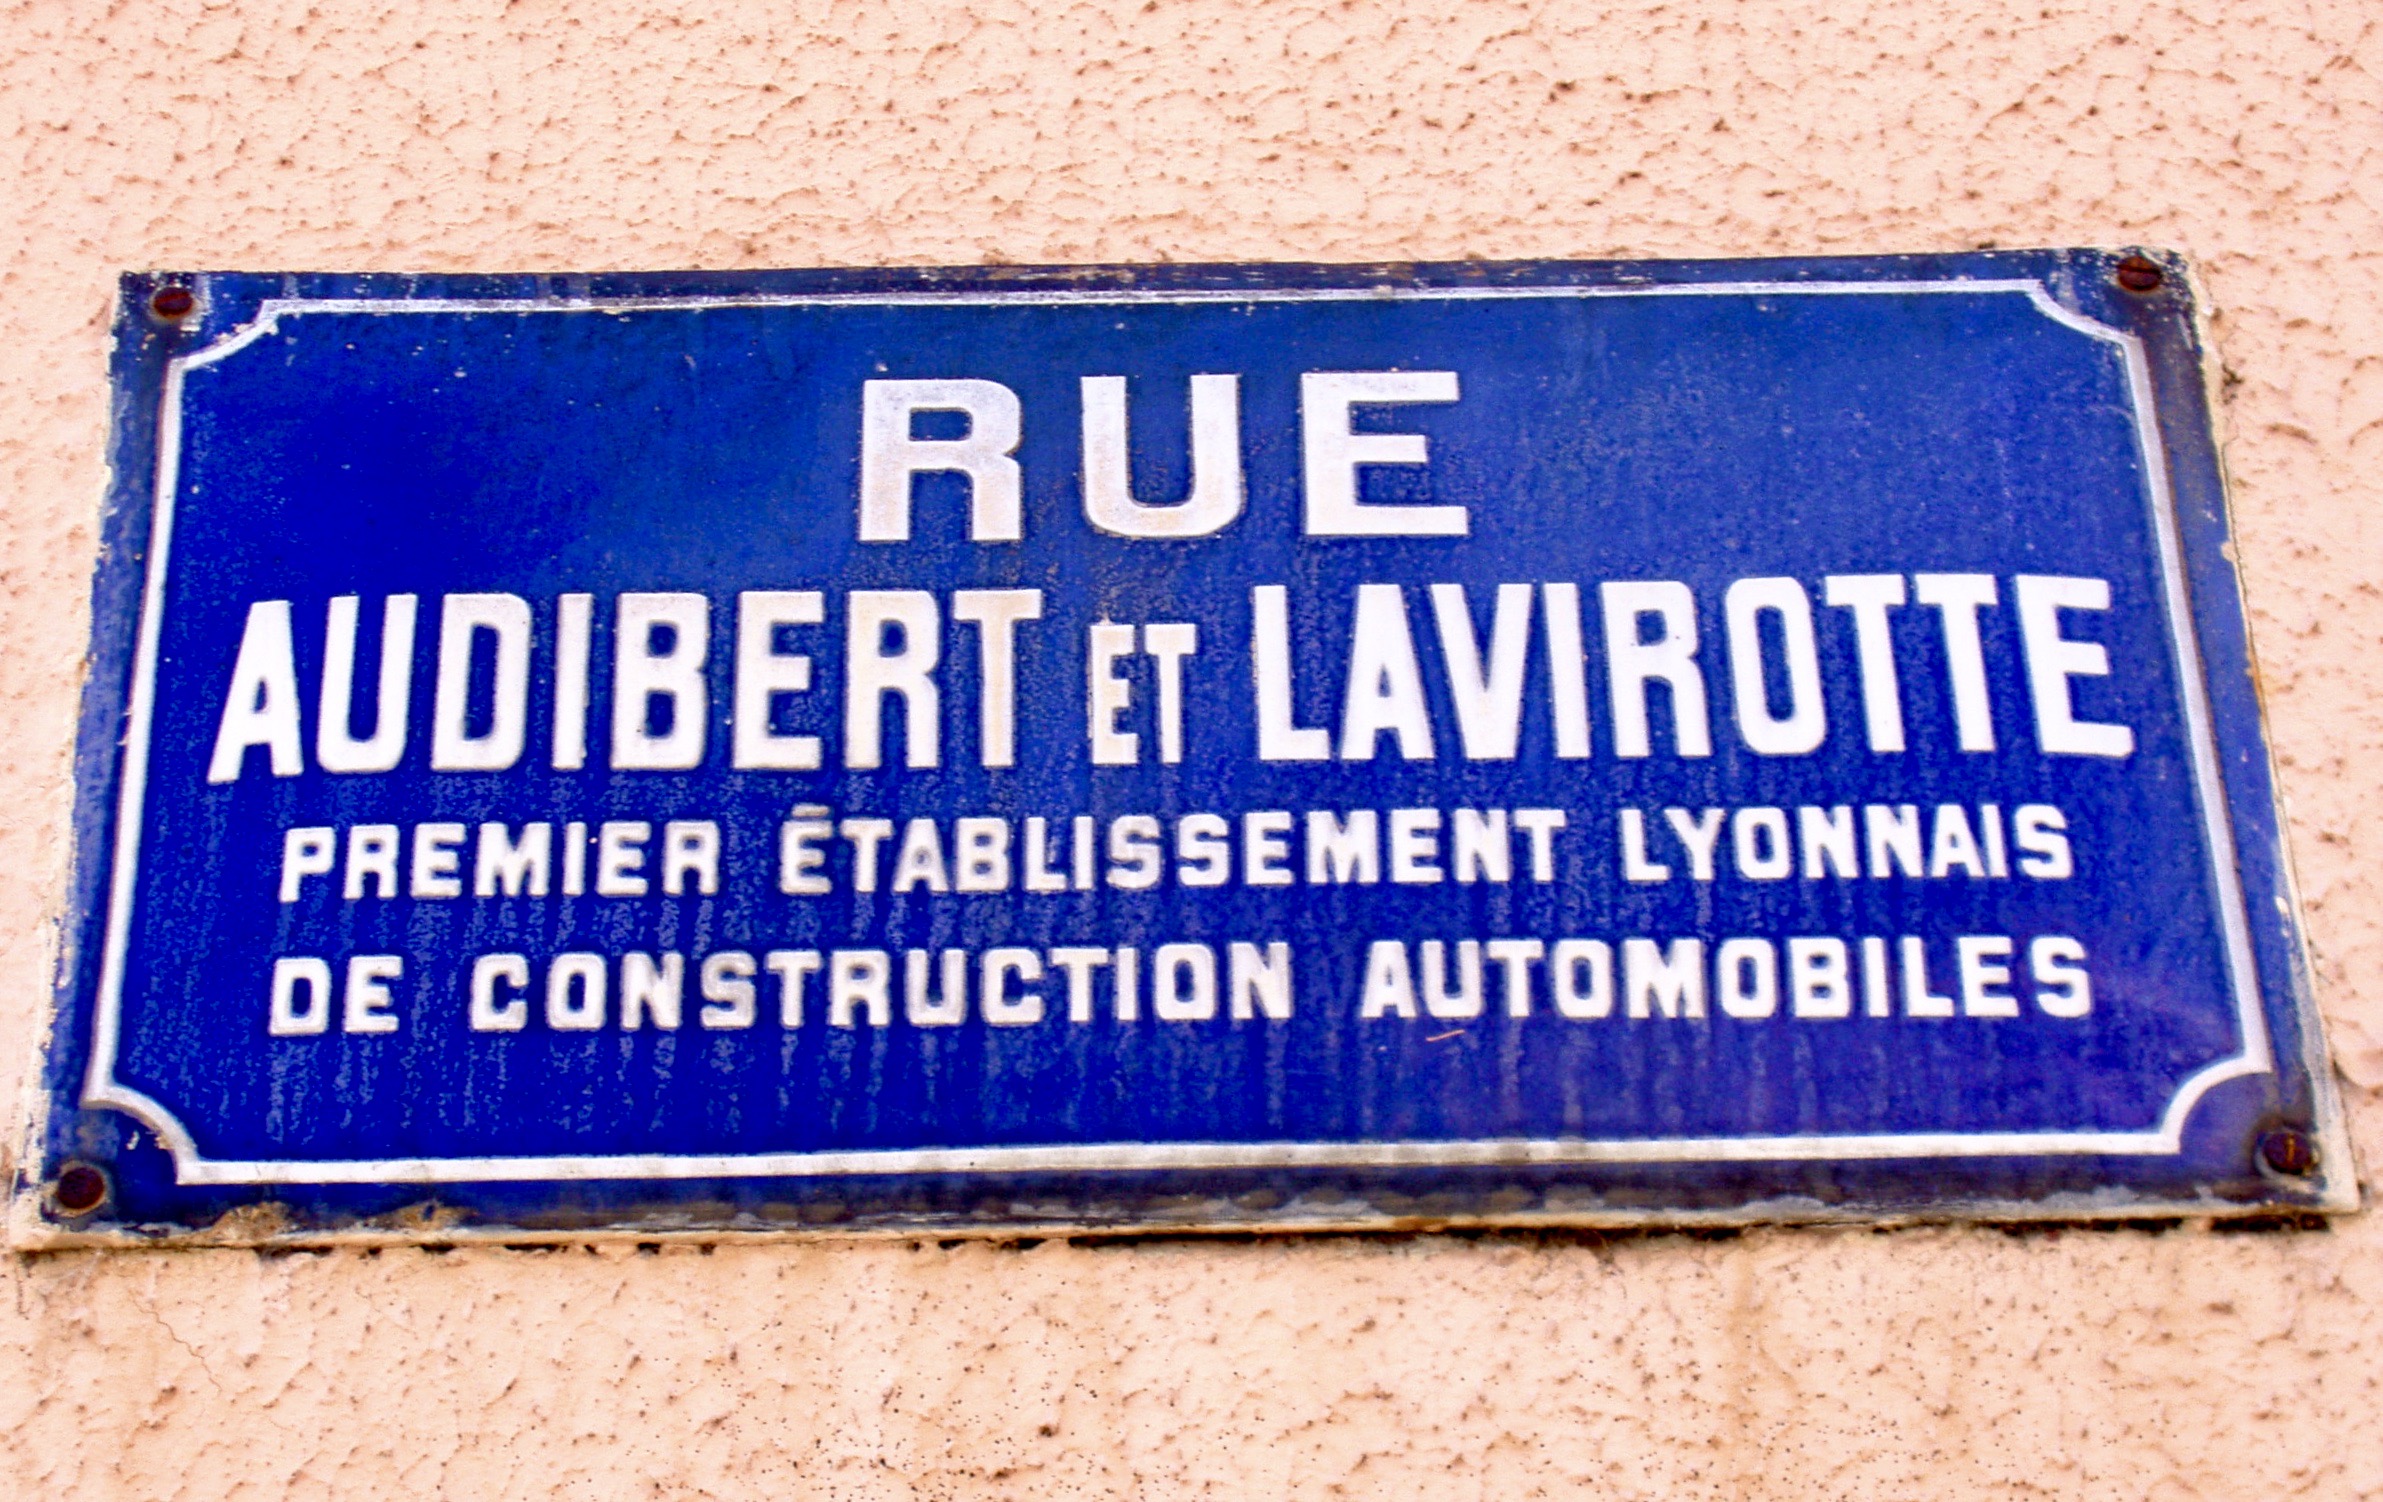 RUE
AUDIBERT ET LAVIROTTE
PREMIER ÉTABLISSEMENT LYONNAIS
DE CONSTRUCTION AUTOMOBILES